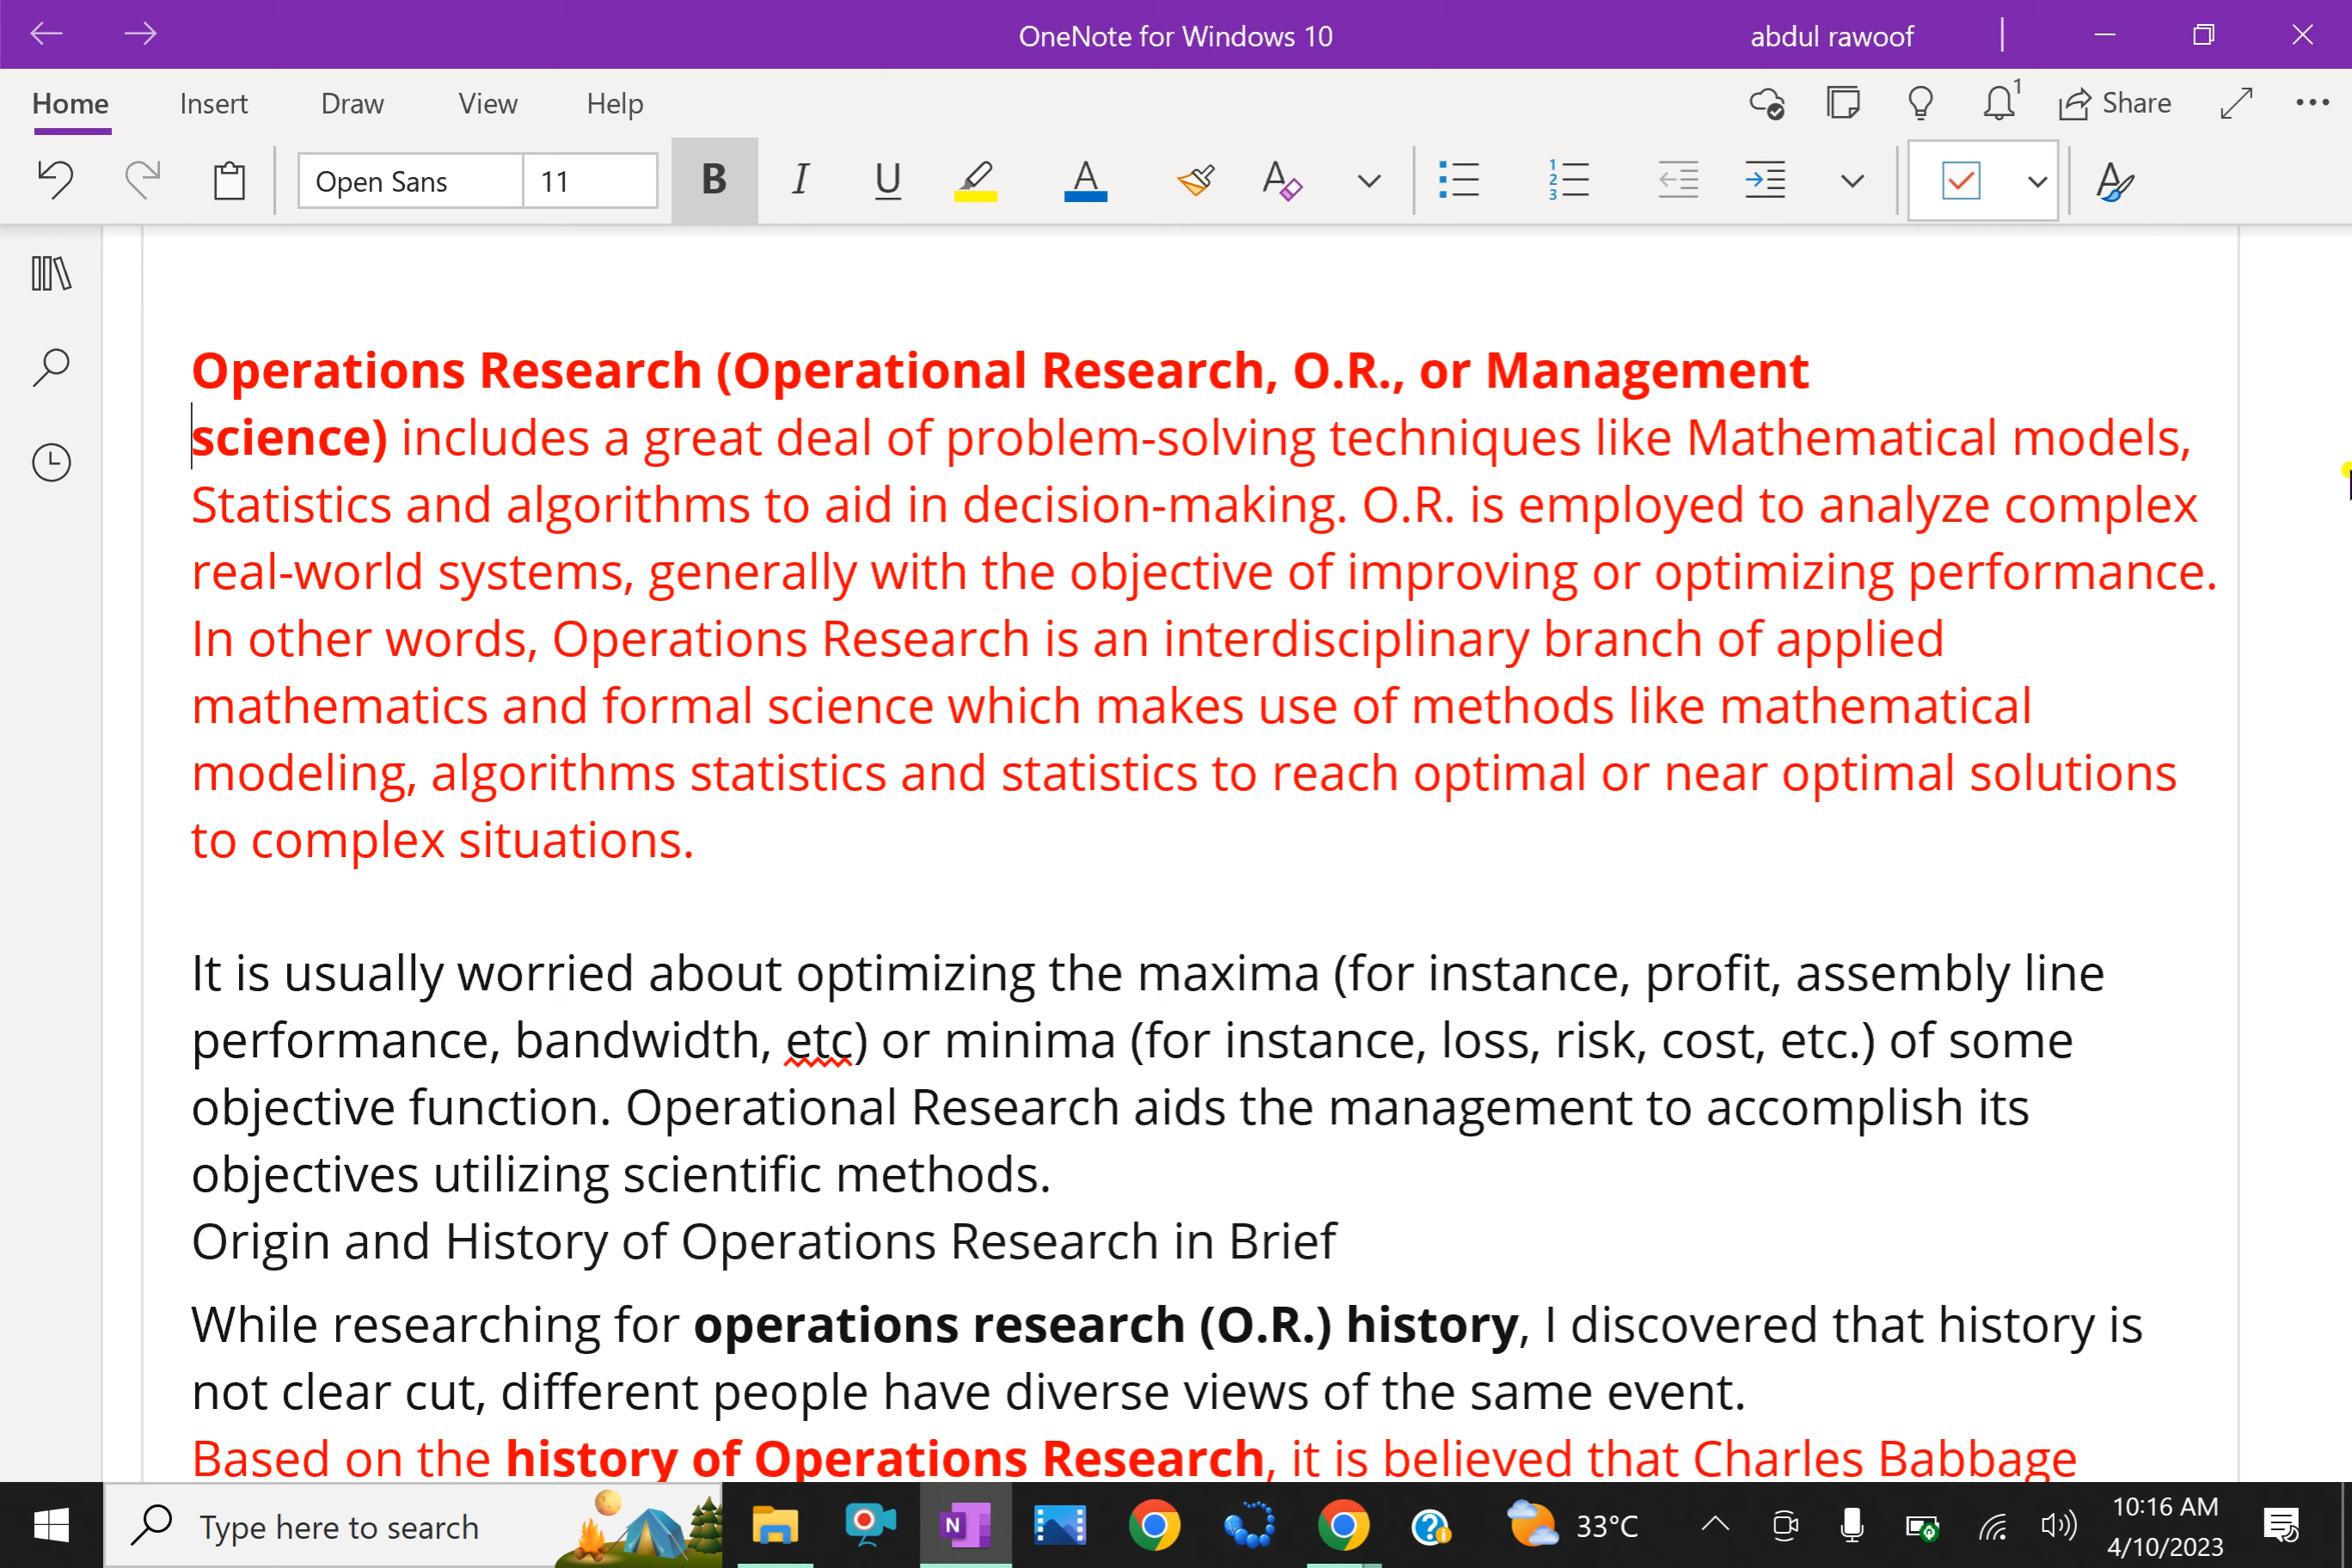 OneNote for Windows 10
abdul rawoof
Home Insert Draw View Help
1 Share
Open Sans 11 B I U A A 1 2 3 A
Operations Research (Operational Research, O.R., or Management
science) includes a great deal of problem-solving techniques like Mathematical models,
Statistics and algorithms to aid in decision-making. O.R. is employed to analyze complex
real-world systems, generally with the objective of improving or optimizing performance.
In other words, Operations Research is an interdisciplinary branch of applied
mathematics and formal science which makes use of methods like mathematical
modeling, algorithms statistics and statistics to reach optimal or near optimal solutions
to complex situations.
It is usually worried about optimizing the maxima (for instance, profit, assembly line
performance, bandwidth, etc) or minima (for instance, loss, risk, cost, etc.) of some
objective function. Operational Research aids the management to accomplish its
objectives utilizing scientific methods.
Origin and History of Operations Research in Brief
While researching for operations research (O.R.) history, I discovered that history is
not clear cut, different people have diverse views of the same event.
Based on the history of Operations Research, it is believed that Charles Babbage
Type here to search
N
33°C
10:16 AM
4/10/2023